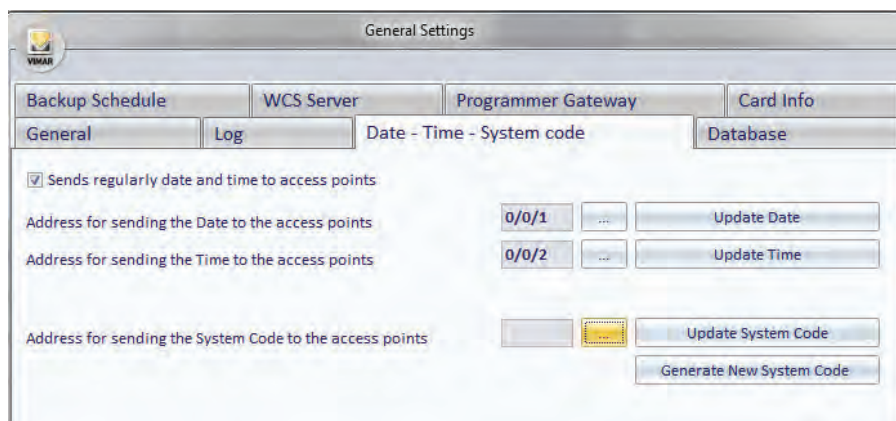 General Settings
VIMAR
Backup Schedule WCS Server Programmer Gateway Card Info
General Log Date - Time - System code Database
Sends regularly date and time to access points
Address for sending the Date to the access points 0/0/1 ... Update Date
Address for sending the Time to the access points 0/0/2 ... Update Time
Address for sending the System Code to the access points ... Update System Code
Generate New System Code